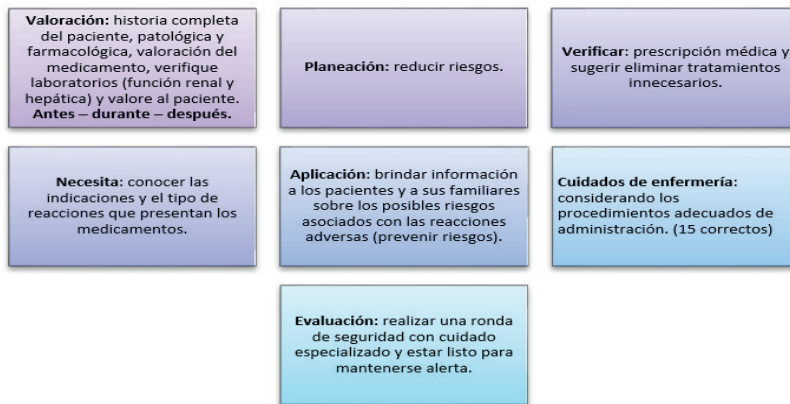 Valoración: historia completa
del paciente, patológica y
farmacológica, valoración del
medicamento, verifique
laboratorios (función renal y
hepática) y valore al paciente.
Antes – durante – después.
Planeación: reducir riesgos.
Verificar: prescripción médica y
sugerir eliminar tratamientos
innecesarios.
Necesita: conocer las
indicaciones y el tipo de
reacciones que presentan los
medicamentos.
Aplicación: brindar información
a los pacientes y a sus familiares
sobre los posibles riesgos
asociados con las reacciones
adversas (prevenir riesgos).
Cuidados de enfermería:
considerando los
procedimientos adecuados de
administración. (15 correctos)
Evaluación: realizar una ronda
de seguridad con cuidado
especializado y estar listo para
mantenerse alerta.